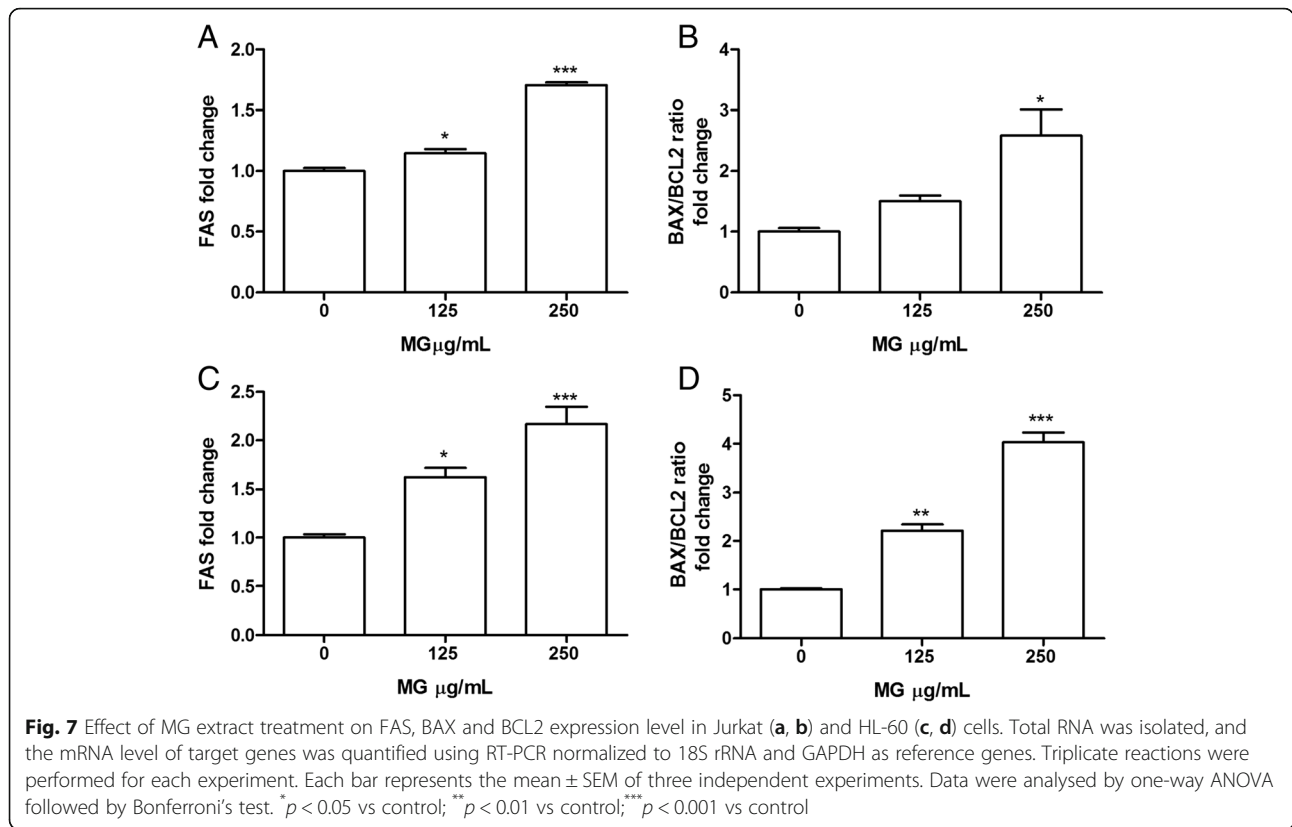 A
B
2.0
1.5
1.0
0.5
0.0
FAS fold change
*
***
0
125
250
MGμg/mL
4
3
2
1
0
BAX/BCL2 ratio
fold change
*
0
125
250
MG μg/mL
C
D
2.5
2.0
1.5
1.0
0.5
0.0
FAS fold change
*
***
0
125
250
MG μg/mL
5
4
3
2
1
0
BAX/BCL2 ratio
fold change
**
***
0
125
250
MG μg/mL
Fig. 7 Effect of MG extract treatment on FAS, BAX and BCL2 expression level in Jurkat (a, b) and HL-60 (c, d) cells. Total RNA was isolated, and
the mRNA level of target genes was quantified using RT-PCR normalized to 18S rRNA and GAPDH as reference genes. Triplicate reactions were
performed for each experiment. Each bar represents the mean ± SEM of three independent experiments. Data were analysed by one-way ANOVA
followed by Bonferroni's test. *p < 0.05 vs control; **p < 0.01 vs control;***p < 0.001 vs control